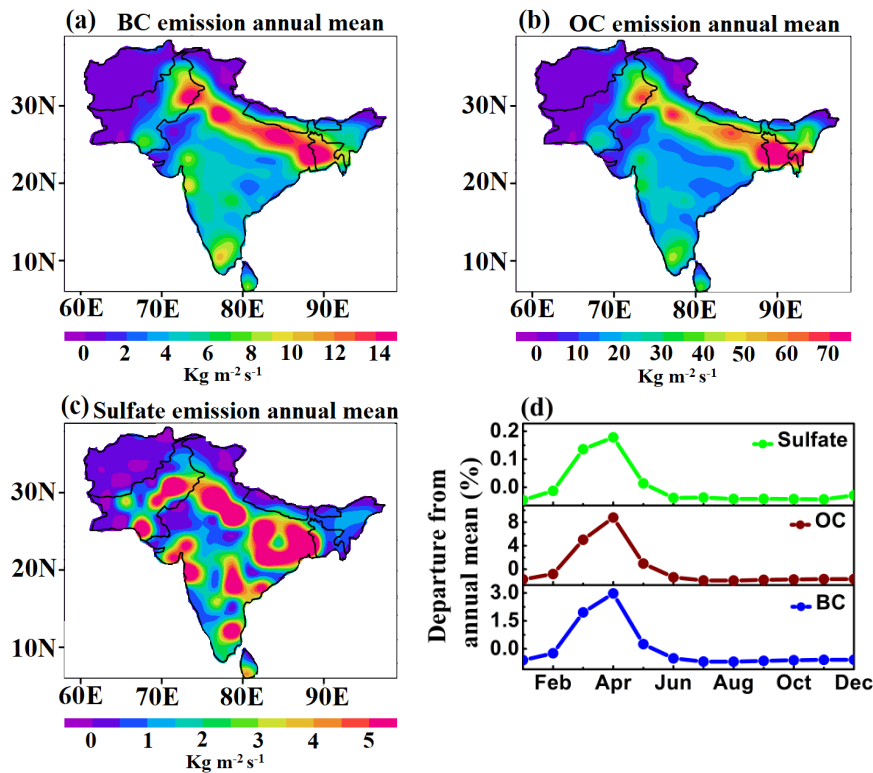 (a) BC emission annual mean
30N
20N
10N
60E 70E 80E 90E
0 2 4 6 8 10 12 14
Kg m⁻² s⁻¹
(b) OC emission annual mean
30N
20N
10N
60E 70E 80E 90E
0 10 20 30 40 50 60 70
Kg m⁻² s⁻¹
(c) Sulfate emission annual mean
30N
20N
10N
60E 70E 80E 90E
0 1 2 3 4 5
Kg m⁻² s⁻¹
(d)
Departure from
annual mean (%)
0.2
0.1
0.0
Sulfate
8
4
0
OC
3.0
1.5
0.0
BC
Feb Apr Jun Aug Oct Dec